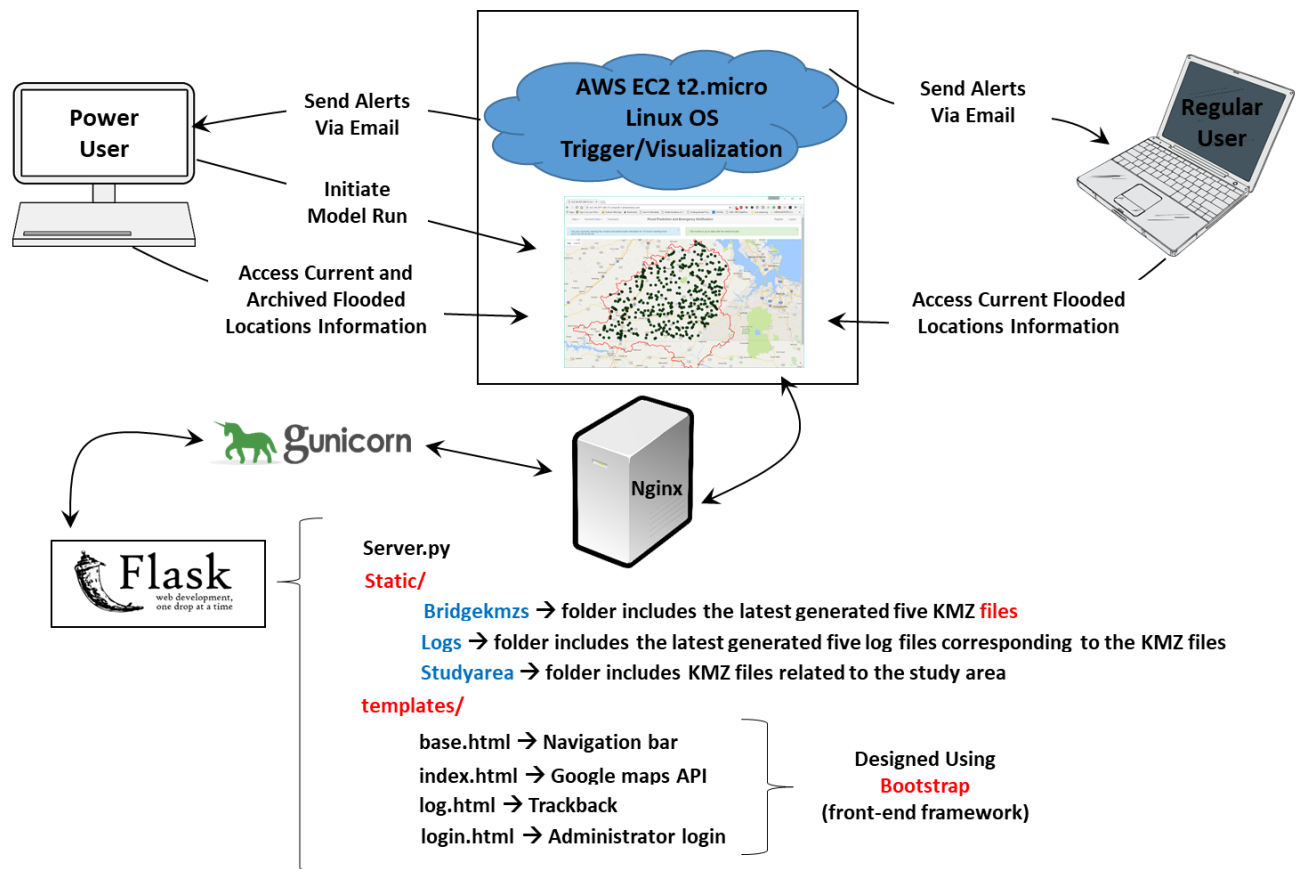 Power
User
Send Alerts
Via Email
Initiate
Model Run
Access Current and
Archived Flooded
Locations Information
AWS EC2 t2.micro
Linux OS
Trigger/Visualization
Send Alerts
Via Email
Regular
User
Access Current Flooded
Locations Information
gunicorn
Nginx
Flask
web development,
one drop at a time
Server.py
Static/
Bridgekmzs → folder includes the latest generated five KMZ files
Logs → folder includes the latest generated five log files corresponding to the KMZ files
Studyarea → folder includes KMZ files related to the study area
templates/
base.html → Navigation bar
index.html → Google maps API
log.html → Trackback
login.html → Administrator login
Designed Using
Bootstrap
(front-end framework)